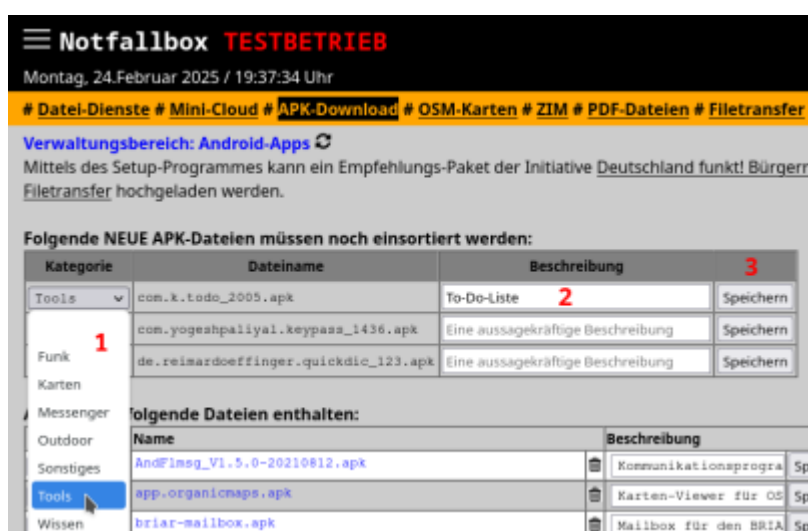 Notfallbox TESTBETRIEB
Montag, 24.Februar 2025 / 19:37:34 Uhr
# Datei-Dienste # Mini-Cloud # APK-Download # OSM-Karten # ZIM # PDF-Dateien # Filetransfer
Verwaltungsbereich: Android-Apps
Mittels des Setup-Programmes kann ein Empfehlungs-Paket der Initiative Deutschland funkt! Bürgerr
Filetransfer hochgeladen werden.
Folgende NEUE APK-Dateien müssen noch einsortiert werden:
Kategorie Dateiname Beschreibung 3
Tools com.k.todo_2005.apk To-Do-Liste 2 Speichern
1 com.yogeshpaliyal.keypass_1436.apk Eine aussagekräftige Beschreibung Speichern
Funk de.reimardoeffinger.quickdic_123.apk Eine aussagekräftige Beschreibung Speichern
Karten
Messenger folgende Dateien enthalten:
Outdoor Name Beschreibung
Sonstiges AndFlmsg_V1.5.0-20210812.apk Kommunikationsprogra Sp
Tools app.organicmaps.apk Karten-Viewer für OS Sp
Wissen briar-mailbox.apk Mailbox für den BRIA Sp